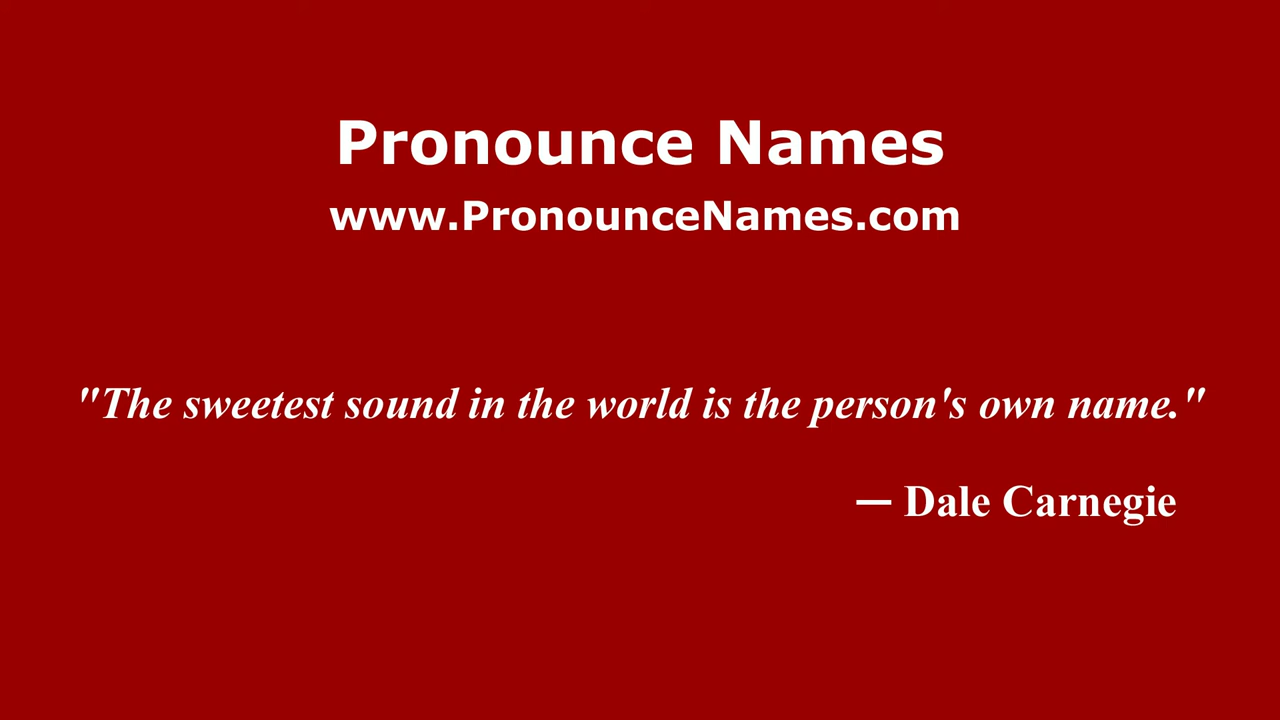 Pronounce Names
www.PronounceNames.com
"The sweetest sound in the world is the person's own name."
— Dale Carnegie